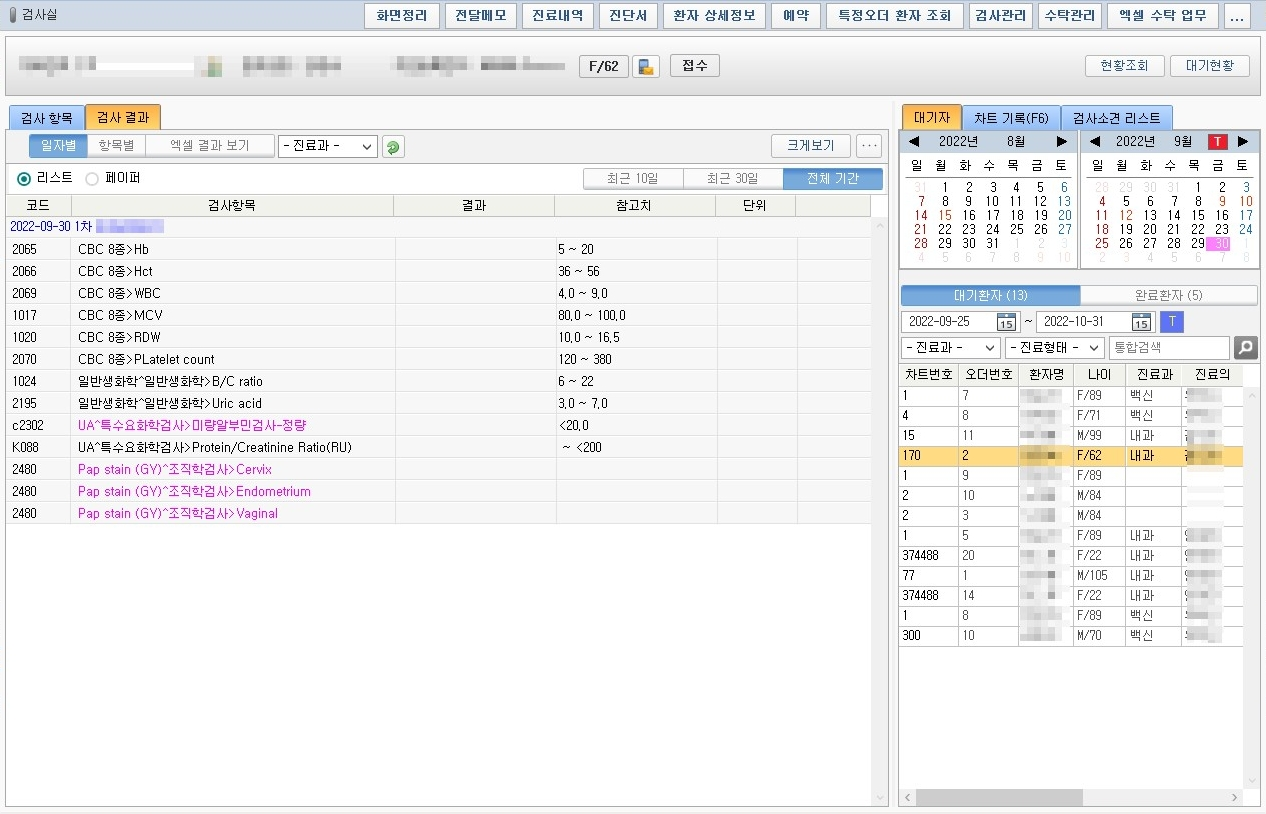 검사실 화면정리 전달메모 진료내역 진단서 환자 상세정보 예약 특정오더 환자 조회 검사관리 수탁관리 엑셀 수탁 업무 ...
F/62 접수 현황조회 대기현황
검사 항목 검사 결과
일자별 항목별 엑셀 결과 보기 - 진료과 - 크게보기 ...
리스트 페이퍼 최근 10일 최근 30일 전체 기간
코드 검사항목 결과 참고치 단위
2022-09-30 1차
2065 CBC 8종>Hb 5 ~ 20
2066 CBC 8종>Hct 36 ~ 56
2069 CBC 8종>WBC 4.0 ~ 9.0
1017 CBC 8종>MCV 80.0 ~ 100.0
1020 CBC 8종>RDW 10.0 ~ 16.5
2070 CBC 8종>PLatelet count 120 ~ 380
1024 일반생화학^일반생화학>B/C ratio 6 ~ 22
2195 일반생화학^일반생화학>Uric acid 3.0 ~ 7.0
c2302 UA^특수요화학검사>미량알부민검사-정량 <20.0
K088 UA^특수요화학검사>Protein/Creatinine Ratio(RU) ~ <200
2480 Pap stain (GY)^조직학검사>Cervix
2480 Pap stain (GY)^조직학검사>Endometrium
2480 Pap stain (GY)^조직학검사>Vaginal
대기자 차트 기록(F6) 검사소견 리스트
◀ 2022년 8월 ▶
일 월 화 수 목 금 토
31 1 2 3 4 5 6
7 8 9 10 11 12 13
14 15 16 17 18 19 20
21 22 23 24 25 26 27
28 29 30 31 1 2 3
4 5 6 7 8 9 10
◀ 2022년 9월 T ▶
일 월 화 수 목 금 토
28 29 30 31 1 2 3
4 5 6 7 8 9 10
11 12 13 14 15 16 17
18 19 20 21 22 23 24
25 26 27 28 29 30 1
2 3 4 5 6 7 8
대기환자 (13) 완료환자 (5)
2022-09-25 15 ~ 2022-10-31 15 T
- 진료과 - - 진료형태 - 통합검색
차트번호 오더번호 환자명 나이 진료과 진료의
1 7 F/89 백신
4 8 F/71 백신
15 11 M/99 내과
170 2 F/62 내과
1 9 F/89
2 10 M/84
2 3 M/84
1 5 F/89 내과
374488 20 F/22 내과
77 1 M/105 내과
374488 14 F/22 내과
1 8 F/89 백신
300 10 M/70 백신